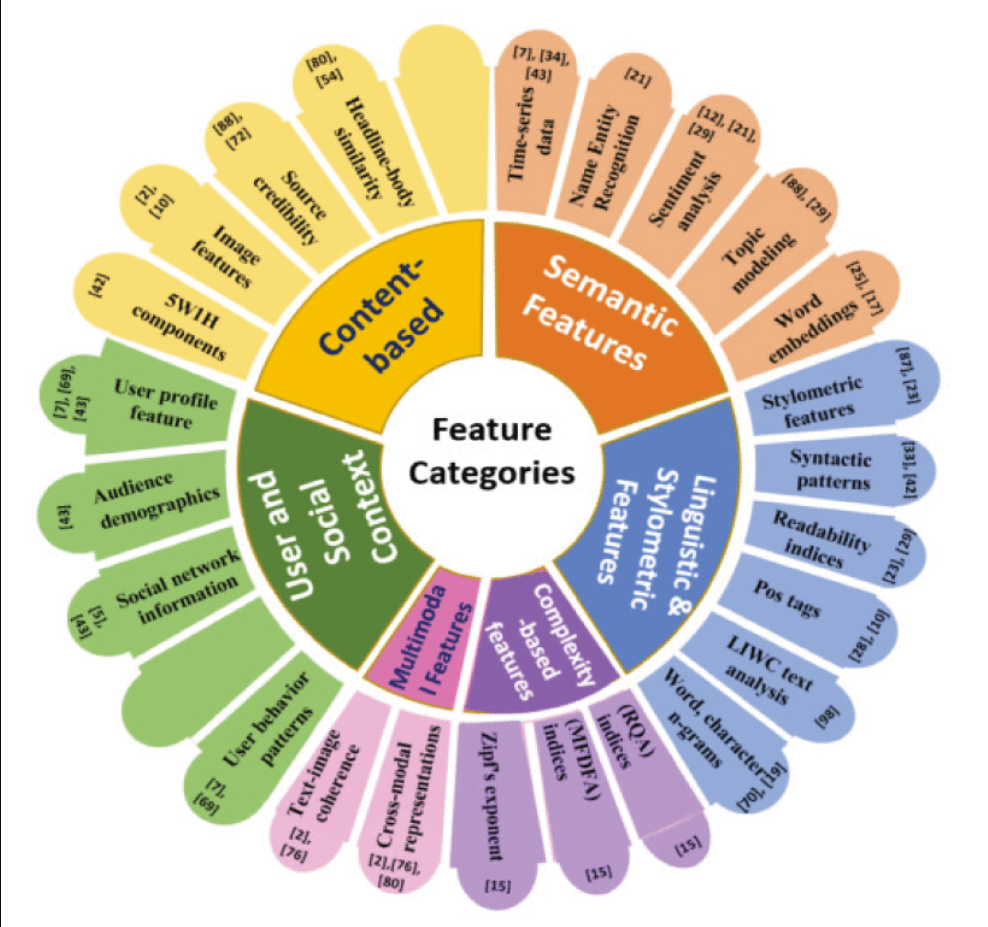 Feature
Categories
Semantic
Features
[7], [34],
[43]
Time-series
data
[21]
Name Entity
Recognition
[12], [21],
[29]
Sentiment
analysis
[88], [29]
Topic
modeling
[25], [17]
Word
embeddings
Linguistic &
Stylometric
Features
[87], [23]
Stylometric
features
[33], [42]
Syntactic
patterns
Readability
indices
[23], [29]
Pos tags
[28], [10]
LIWC text
analysis
[98]
Word, character,
n-grams
[70], [19]
Complexity
-based
features
(RQA)
indices
[15]
(MFDFA)
indices
[15]
Zipf's exponent
[15]
Multimoda
l Features
Cross-modal
representations
[2],[76],
[80]
Text-image
coherence
[2],
[76]
User and
Social
Context
User behavior
patterns
[7],
[69]
Social network
information
[5],
[43]
Audience
demographics
[43]
User profile
feature
[7], [69],
[43]
Content-
based
5W1H
components
[42]
Image
features
[2],
[10]
Source
credibility
[88],
[72]
Headline-body
similarity
[80],
[54]